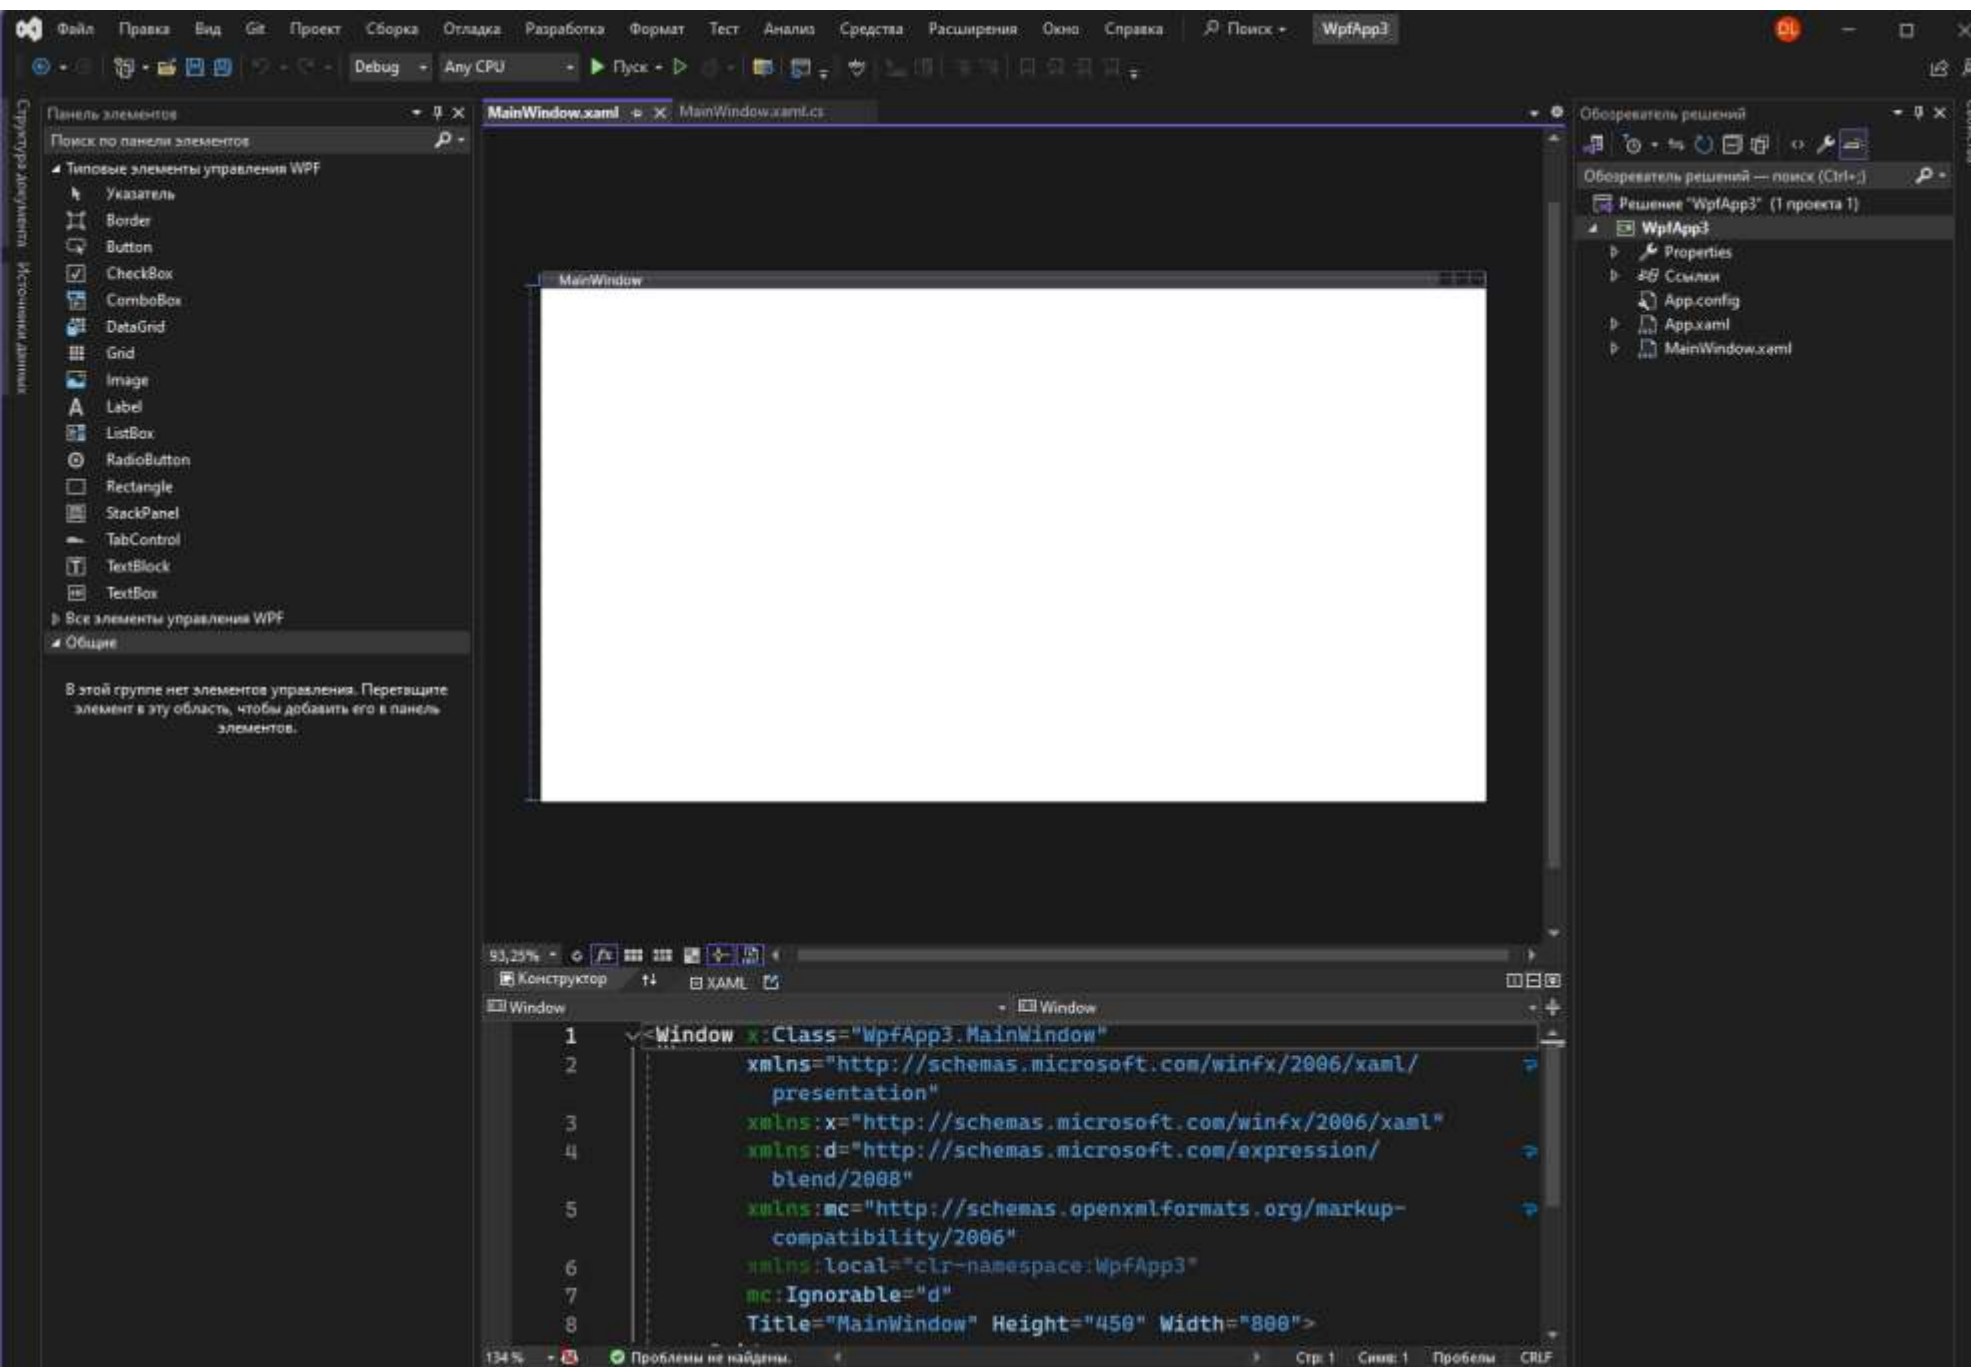 Файл Правка Вид Git Проект Сборка Отладка Разработка Формат Тест Анализ Средства Расширения Окно Справка Поиск WpfApp3 DL
Debug Any CPU Пуск
Структура документа
Источники данных
Панель элементов
Поиск по панели элементов
Типовые элементы управления WPF
Указатель
Border
Button
CheckBox
ComboBox
DataGrid
Grid
Image
Label
ListBox
RadioButton
Rectangle
StackPanel
TabControl
TextBlock
TextBox
Все элементы управления WPF
Общие
В этой группе нет элементов управления. Перетащите
элемент в эту область, чтобы добавить его в панель
элементов.
MainWindow.xaml MainWindow.xaml.cs
MainWindow
93,25%
Конструктор XAML
Window Window
1 <Window x:Class="WpfApp3.MainWindow"
2 xmlns="http://schemas.microsoft.com/winfx/2006/xaml/
presentation"
3 xmlns:x="http://schemas.microsoft.com/winfx/2006/xaml"
4 xmlns:d="http://schemas.microsoft.com/expression/
blend/2008"
5 xmlns:mc="http://schemas.openxmlformats.org/markup-
compatibility/2006"
6 xmlns:local="clr-namespace:WpfApp3"
7 mc:Ignorable="d"
8 Title="MainWindow" Height="450" Width="800">
134 % Проблемы не найдены. Стр: 1 Симв: 1 Пробелы CRLF
Обозреватель решений
Обозреватель решений — поиск (Ctrl+;)
Решение "WpfApp3" (1 проекта 1)
WpfApp3
Properties
Ссылки
App.config
App.xaml
MainWindow.xaml